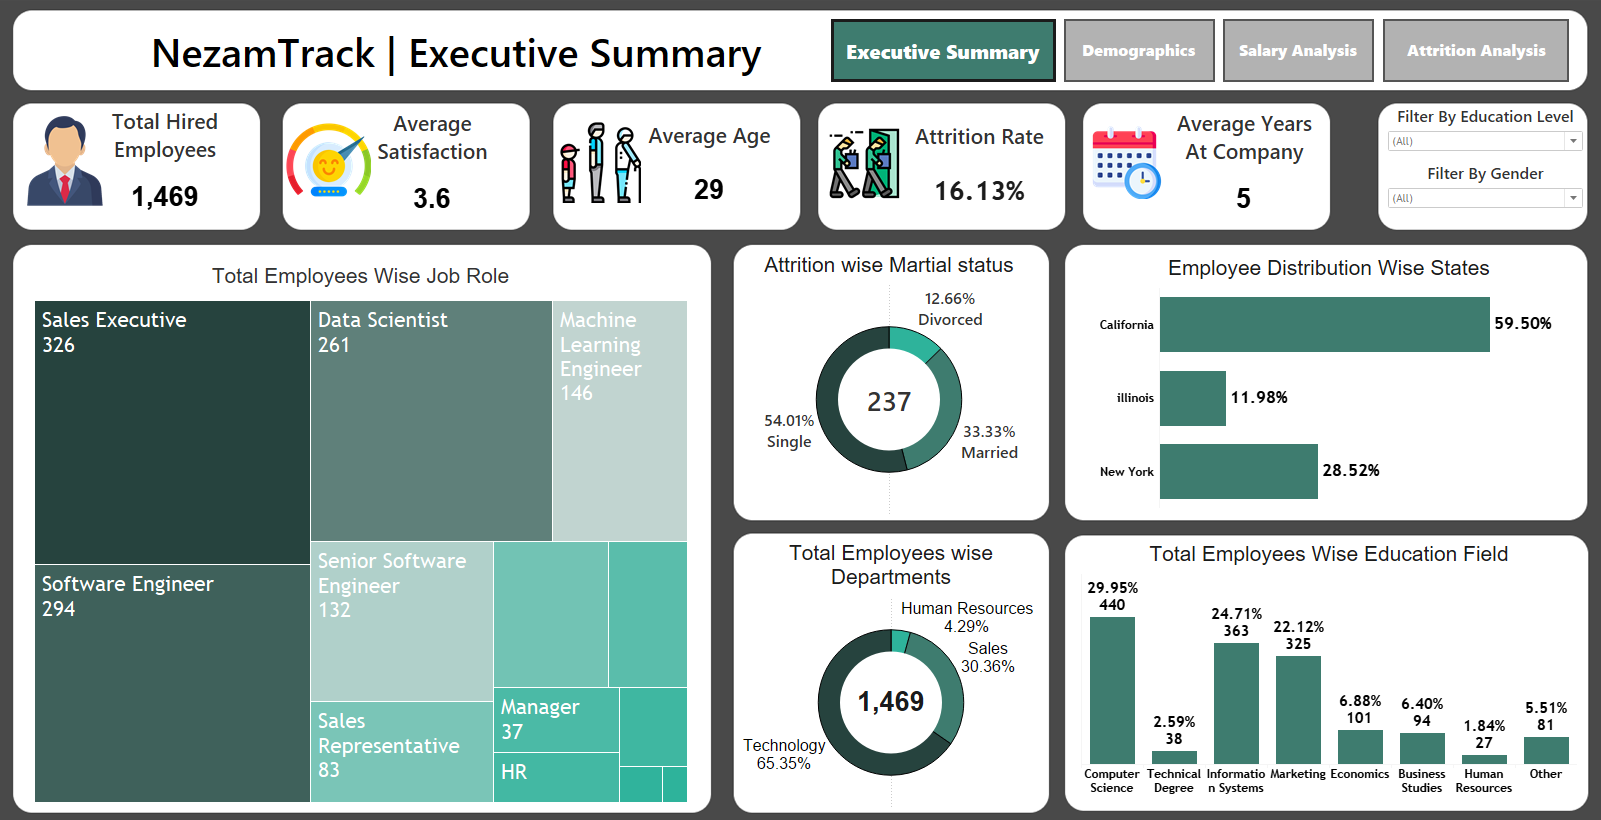 NezamTrack | Executive Summary
Executive Summary
Demographics
Salary Analysis
Attrition Analysis
Total Hired
Employees
1,469
Average
Satisfaction
3.6
Average Age
29
Attrition Rate
16.13%
Average Years
At Company
5
Filter By Education Level
(All)
Filter By Gender
(All)
Total Employees Wise Job Role
Sales Executive
326
Software Engineer
294
Data Scientist
261
Machine
Learning
Engineer
146
Senior Software
Engineer
132
Sales
Representative
83
Manager
37
HR
Attrition wise Martial status
12.66%
Divorced
237
54.01%
Single
33.33%
Married
Employee Distribution Wise States
California
59.50%
illinois
11.98%
New York
28.52%
Total Employees wise
Departments
Human Resources
4.29%
Sales
30.36%
1,469
Technology
65.35%
Total Employees Wise Education Field
29.95%
440
2.59%
38
24.71%
363
22.12%
325
6.88%
101
6.40%
94
1.84%
27
5.51%
81
Computer
Science
Technical
Degree
Informatio
n Systems
Marketing
Economics
Business
Studies
Human
Resources
Other